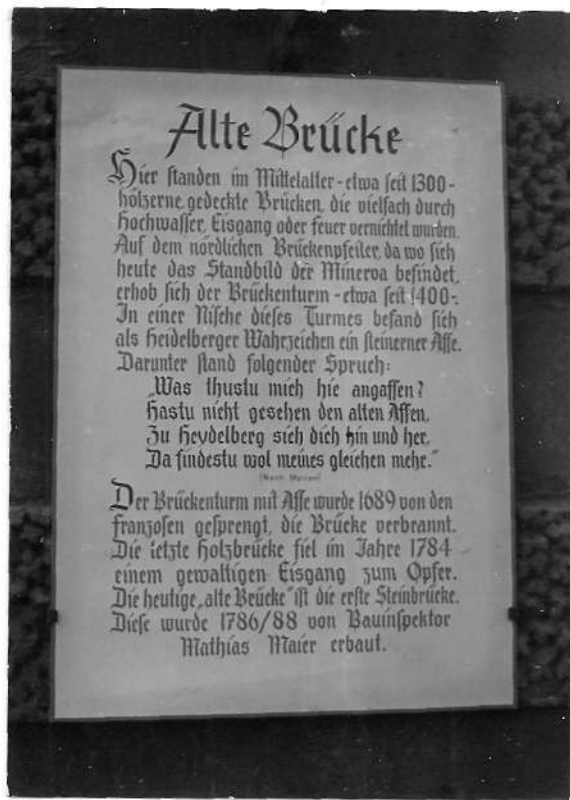 Alte Brücke
Hier standen im Mittelalter - etwa seit 1300 -
hölzerne gedeckte Brücken, die vielfach durch
Hochwasser, Eisgang oder Feuer vernichtet wurden.
Auf dem nördlichen Brückenpfeiler, da wo sich
heute das Standbild der Minerva befindet,
erhob sich der Brückenturm - etwa seit 1400 -.
In einer Nische dieses Turmes befand sich
als Heidelberger Wahrzeichen ein steinerner Affe.
Darunter stand folgender Spruch:
„Was thustu mich hie angaffen?
Hastu nicht gesehen den alten Affen,
Zu Heydelberg sich dich hin und her,
Da findestu wol meines gleichen mehr.“
(Nach Merian)
Der Brückenturm mit Affe wurde 1689 von den
Franzosen gesprengt, die Brücke verbrannt.
Die letzte Holzbrücke fiel im Jahre 1784
einem gewaltigen Eisgang zum Opfer.
Die heutige „alte Brücke“ ist die erste Steinbrücke.
Diese wurde 1786/88 von Bauinspektor
Mathias Maier erbaut.